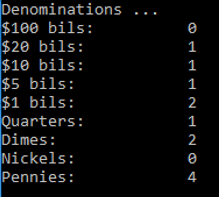 Denominations ...
$100 bils: 0
$20 bils: 1
$10 bils: 1
$5 bils: 1
$1 bils: 2
Quarters: 1
Dimes: 2
Nickels: 0
Pennies: 4